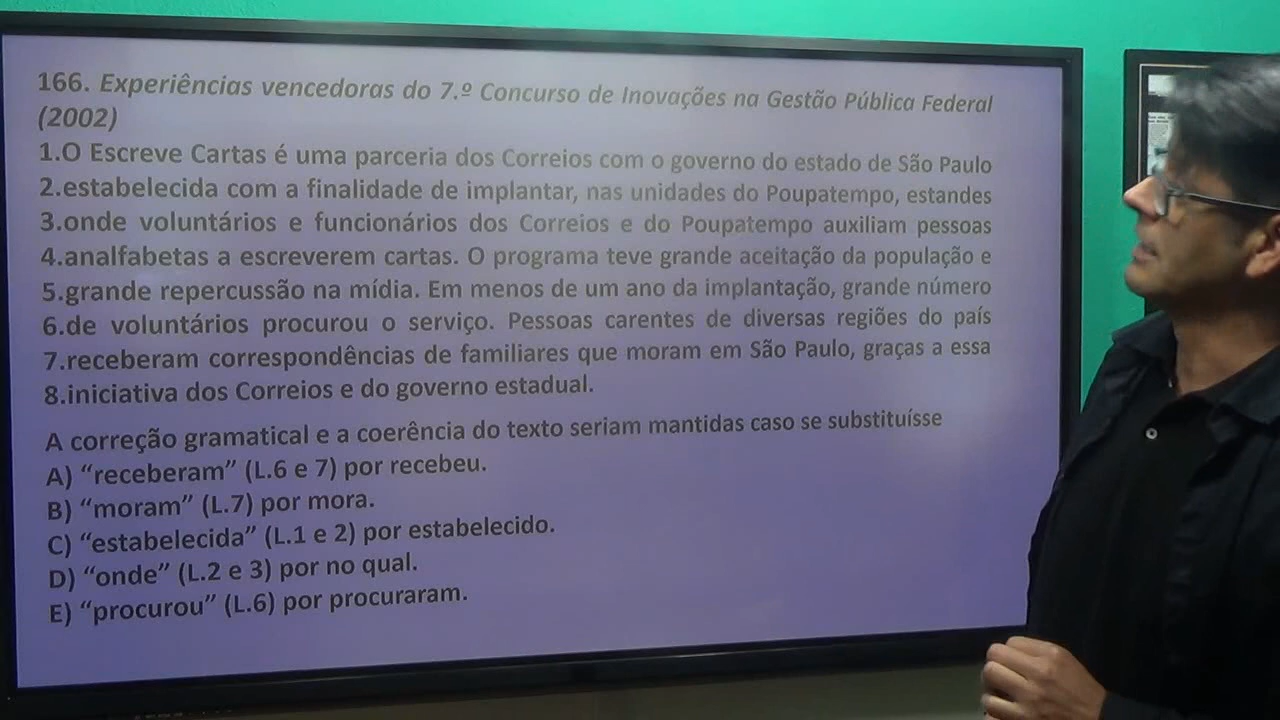 166. Experiências vencedoras do 7.º Concurso de Inovações na Gestão Pública Federal
(2002)
1.O Escreve Cartas é uma parceria dos Correios com o governo do estado de São Paulo
2.estabelecida com a finalidade de implantar, nas unidades do Poupatempo, estandes
3.onde voluntários e funcionários dos Correios e do Poupatempo auxiliam pessoas
4.analfabetas a escreverem cartas. O programa teve grande aceitação da população e
5.grande repercussão na mídia. Em menos de um ano da implantação, grande número
6.de voluntários procurou o serviço. Pessoas carentes de diversas regiões do país
7.receberam correspondências de familiares que moram em São Paulo, graças a essa
8.iniciativa dos Correios e do governo estadual.
A correção gramatical e a coerência do texto seriam mantidas caso se substituísse
A) “receberam” (L.6 e 7) por recebeu.
B) “moram” (L.7) por mora.
C) “estabelecida” (L.1 e 2) por estabelecido.
D) “onde” (L.2 e 3) por no qual.
E) “procurou” (L.6) por procuraram.